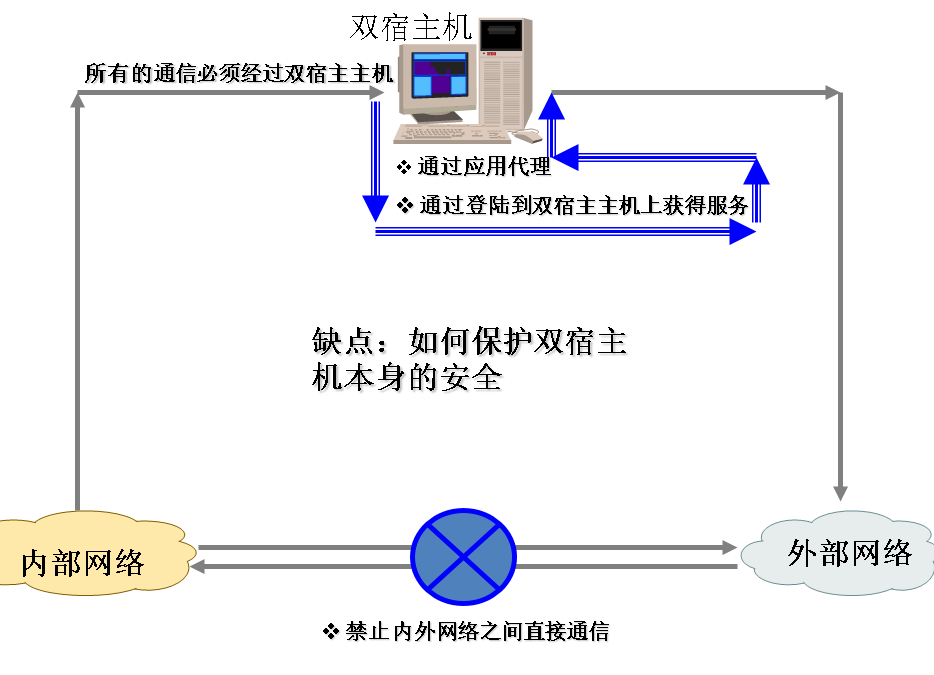 双宿主机
所有的通信必须经过双宿主主机
❖ 通过应用代理
❖ 通过登陆到双宿主主机上获得服务
缺点：如何保护双宿主
机本身的安全
内部网络
外部网络
❖ 禁止内外网络之间直接通信